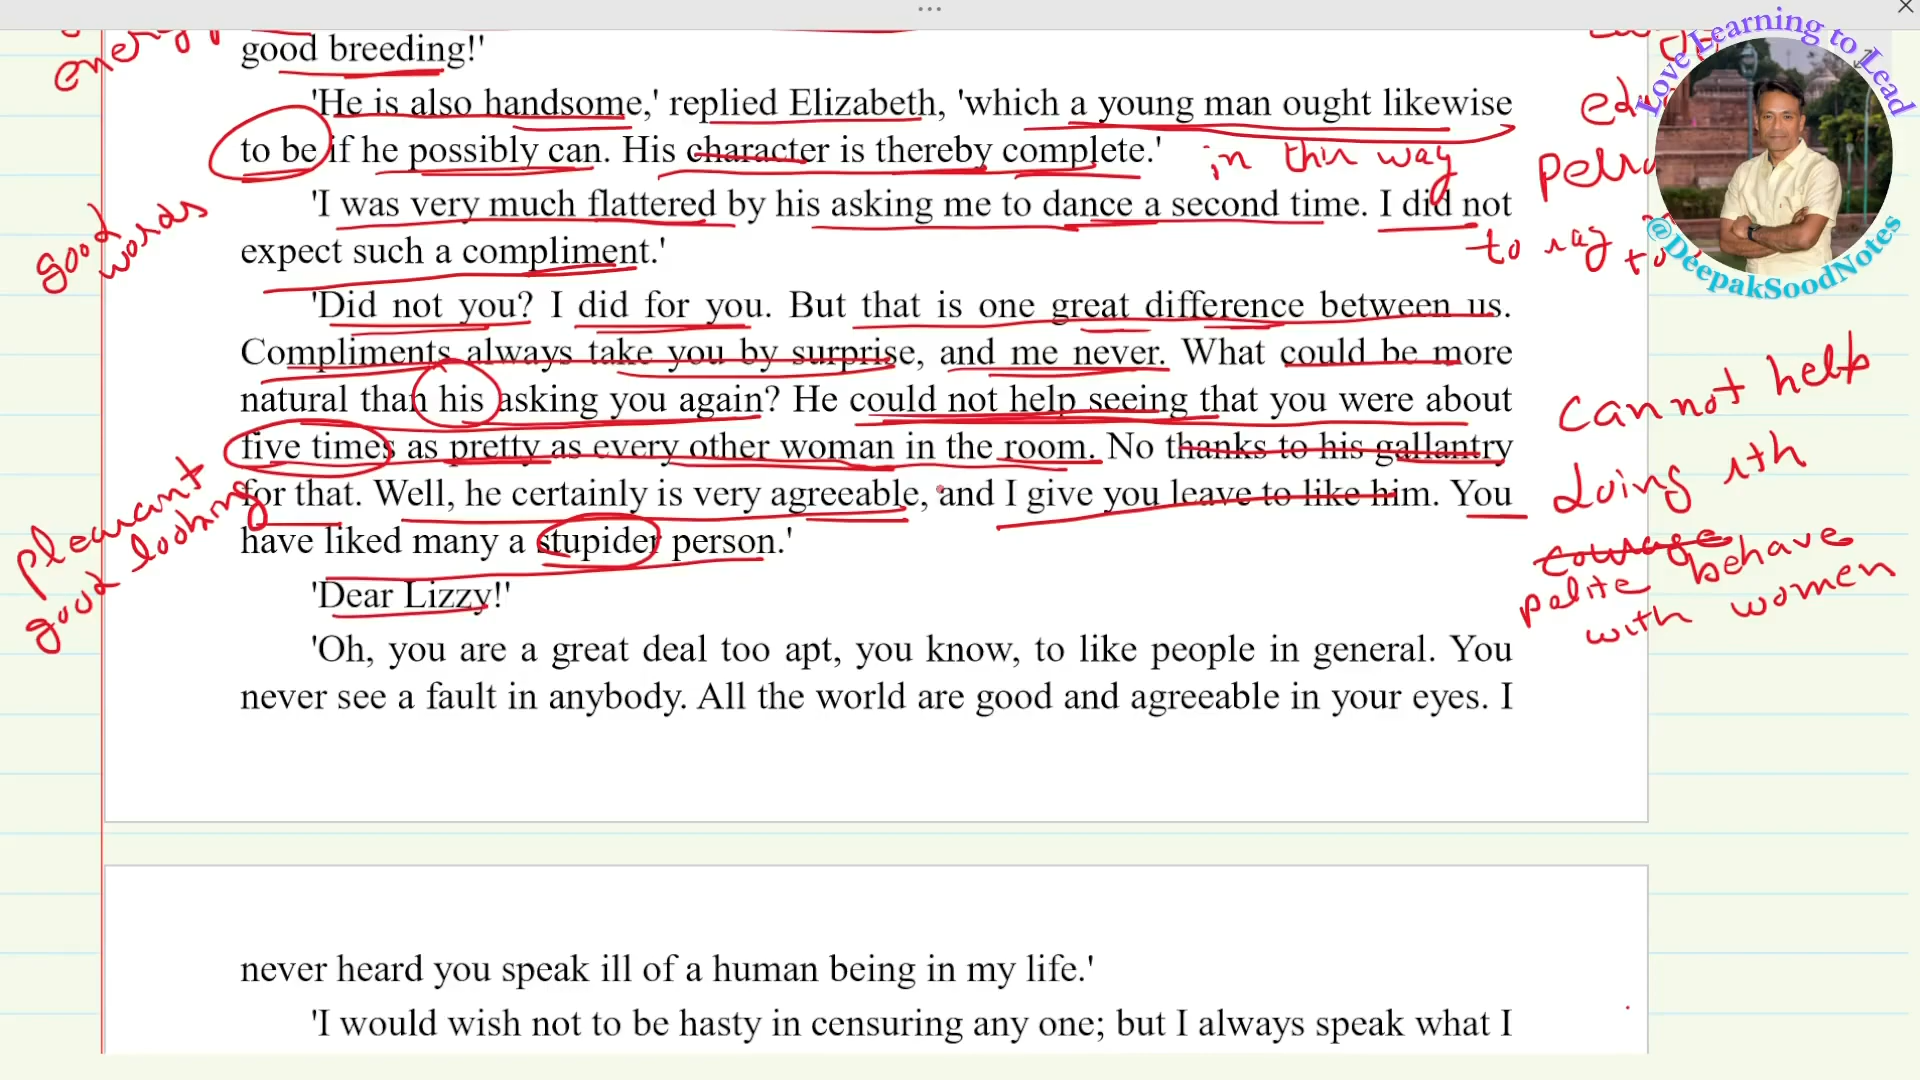 Love Learning to Lead
@DeepakSoodNotes
good breeding!'
'He is also handsome,' replied Elizabeth, 'which a young man ought likewise
to be if he possibly can. His character is thereby complete.'
in this way
'I was very much flattered by his asking me to dance a second time. I did not
expect such a compliment.'
good words
to say to
'Did not you? I did for you. But that is one great difference between us.
Compliments always take you by surprise, and me never. What could be more
natural than his asking you again? He could not help seeing that you were about
five times as pretty as every other woman in the room. No thanks to his gallantry
for that. Well, he certainly is very agreeable, and I give you leave to like him. You
have liked many a stupider person.'
cannot help
doing sth
courage
polite behave
with women
pleasant
good looking
'Dear Lizzy!'
'Oh, you are a great deal too apt, you know, to like people in general. You
never see a fault in anybody. All the world are good and agreeable in your eyes. I
never heard you speak ill of a human being in my life.'
'I would wish not to be hasty in censuring any one; but I always speak what I